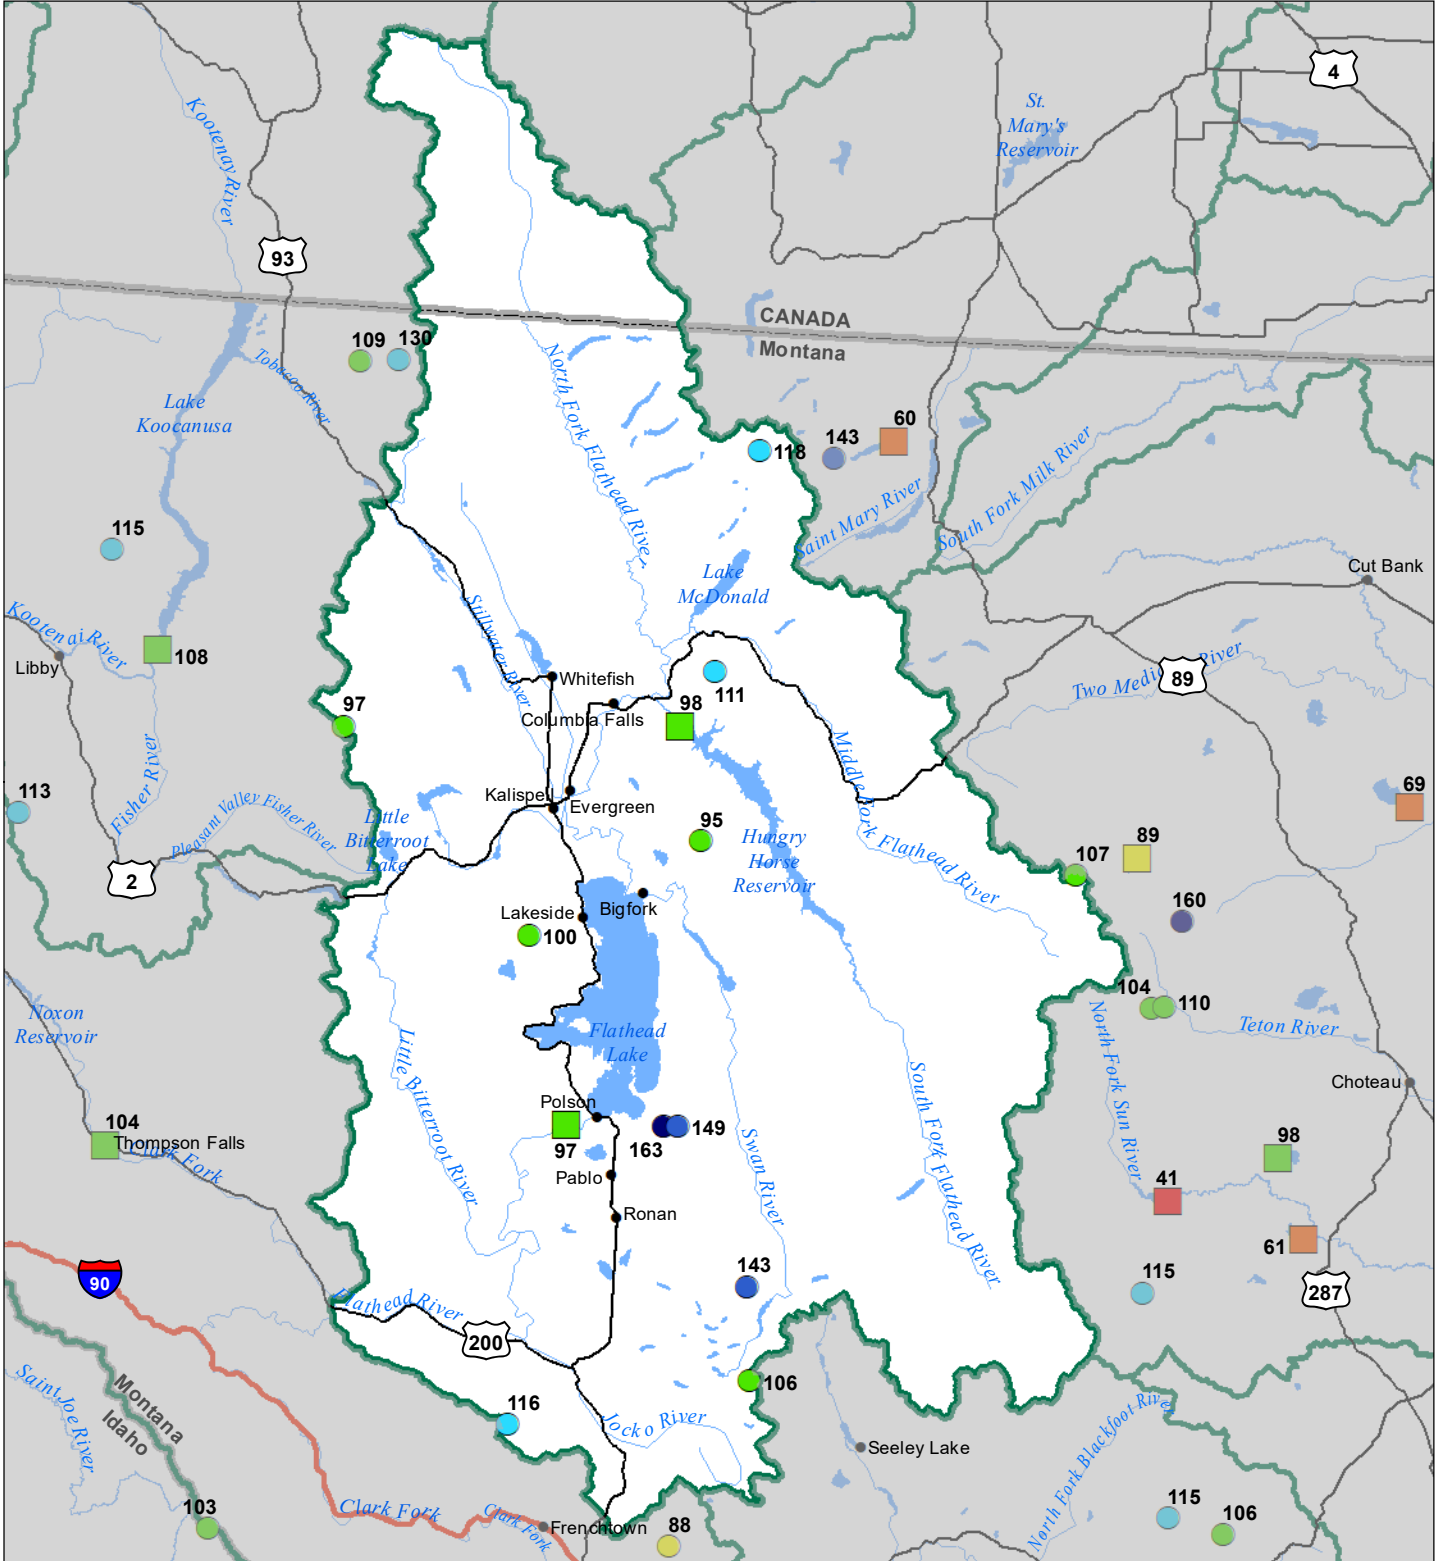 4
St.
Mary's
Reservoir
Kootenay River
93
CANADA
Montana
109
130
Tobacco River
Lake
Koocanusa
North Fork Flathead River
60
118
143
Saint Mary River
South Fork Milk River
115
Cut Bank
Lake
McDonald
Kootenai River
Stillwater River
108
Libby
Whitefish
111
Two Medicine River
89
98
Columbia Falls
97
Middle Fork Flathead River
Fisher River
Pleasant Valley Fisher River
113
69
Kalispell
Evergreen
Little
Bitterroot
Lake
95
Hungry
Horse
Reservoir
89
107
2
160
Lakeside
Bigfork
100
104
110
Noxon
Reservoir
Flathead
Lake
Teton River
North Fork Sun River
Little Bitterroot River
South Fork Flathead River
Choteau
Polson
104
Thompson Falls
Clark Fork
97
163
149
Swan River
98
Pablo
41
Ronan
61
90
143
115
287
Flathead River
200
106
116
Jocko River
Saint Joe River
Montana
Idaho
North Fork Blackfoot River
Seeley Lake
103
Clark Fork
Clark Fork
Frenchtown
88
115
106